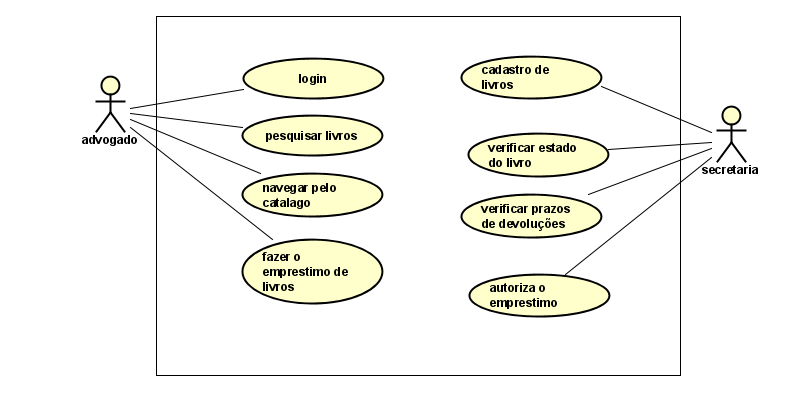 advogado
login
pesquisar livros
navegar pelo
catalago
fazer o
emprestimo de
livros
cadastro de
livros
verificar estado
do livro
verificar prazos
de devoluções
autoriza o
emprestimo
secretaria